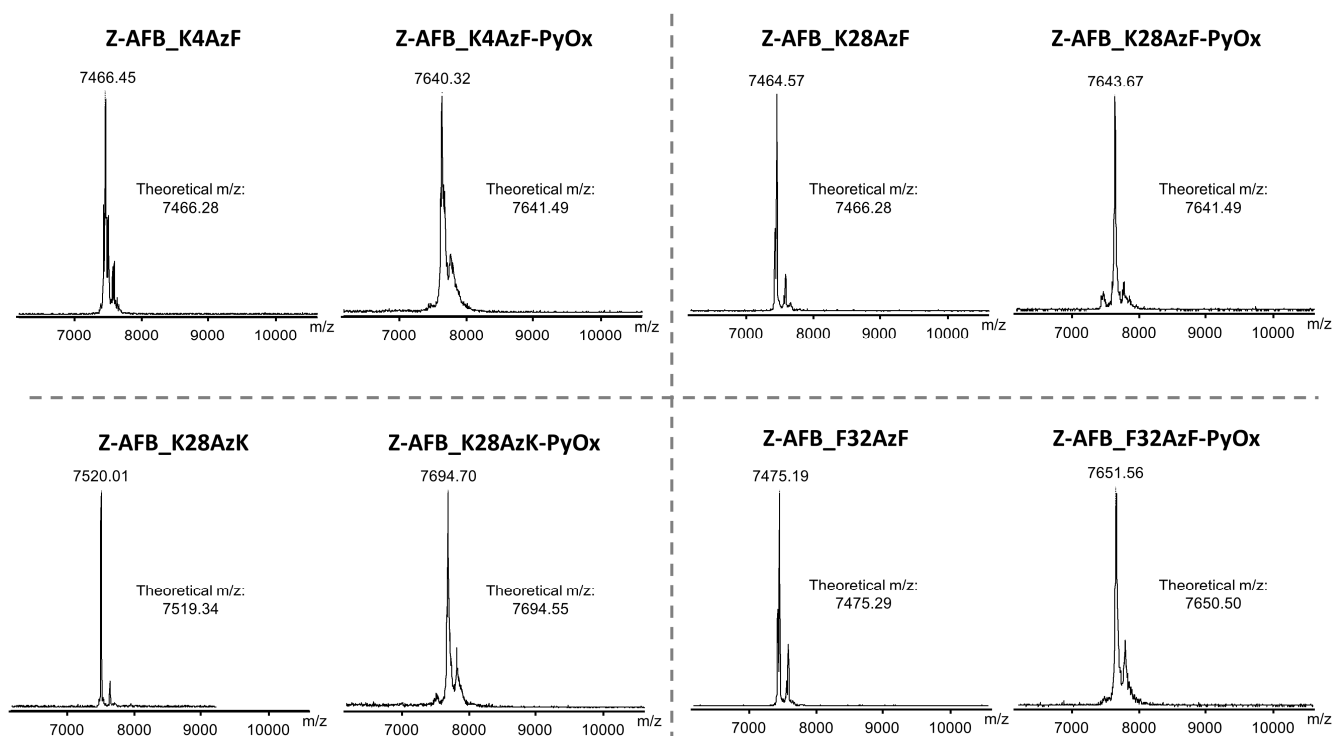 Z-AFB_K4AzF
7466.45
Theoretical m/z:
7466.28
7000 8000 9000 10000 m/z
Z-AFB_K4AzF-PyOx
7640.32
Theoretical m/z:
7641.49
7000 8000 9000 10000 m/z
Z-AFB_K28AzF
7464.57
Theoretical m/z:
7466.28
7000 8000 9000 10000 m/z
Z-AFB_K28AzF-PyOx
7643.67
Theoretical m/z:
7641.49
7000 8000 9000 10000 m/z
Z-AFB_K28AzK
7520.01
Theoretical m/z:
7519.34
7000 8000 9000 10000 m/z
Z-AFB_K28AzK-PyOx
7694.70
Theoretical m/z:
7694.55
7000 8000 9000 10000 m/z
Z-AFB_F32AzF
7475.19
Theoretical m/z:
7475.29
7000 8000 9000 10000 m/z
Z-AFB_F32AzF-PyOx
7651.56
Theoretical m/z:
7650.50
7000 8000 9000 10000 m/z